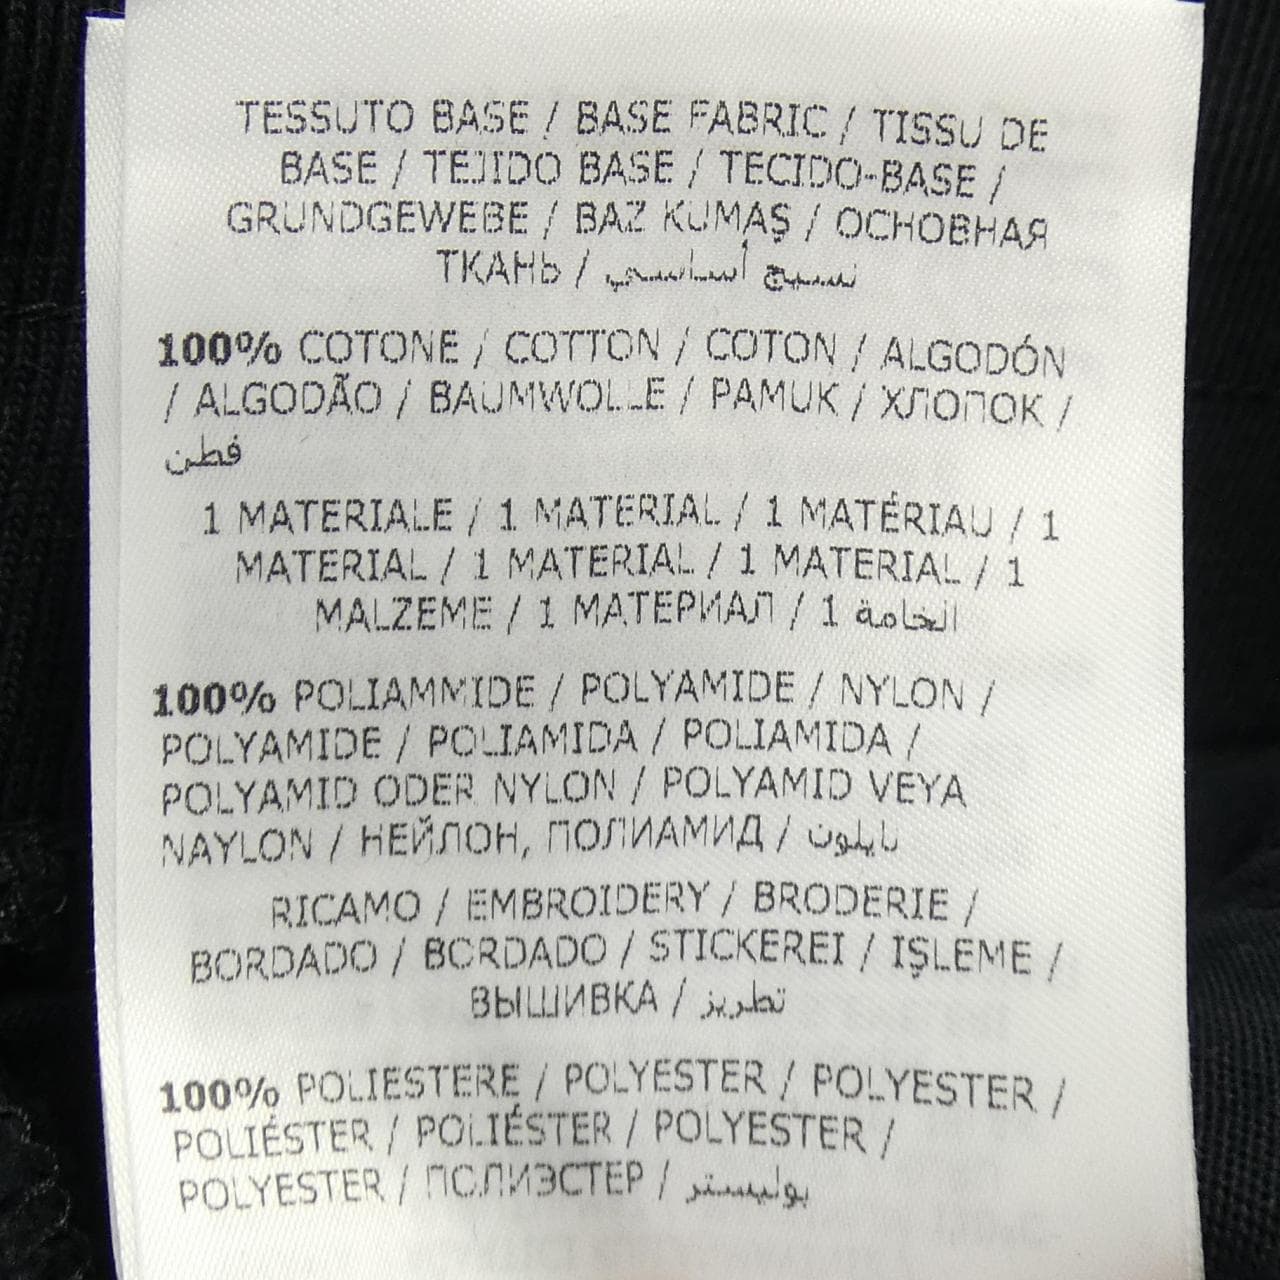 TESSUTO BASE / BASE FABRIC / TISSU DE
BASE / TEJIDO BASE / TECIDO-BASE /
GRUNDGEWEBE / BAZ KUMAŞ / ОСНОВНАЯ
ТКАНЬ / نسيج أساسي
100% COTONE / COTTON / COTON / ALGODÓN
/ ALGODÃO / BAUMWOLLE / PAMUK / ХЛОПОК /
قطن
1 MATERIALE / 1 MATERIAL / 1 MATÉRIAU / 1
MATERIAL / 1 MATERIAL / 1 MATERIAL / 1
MALZEME / 1 МАТЕРИАЛ / 1 الخامة
100% POLIAMMIDE / POLYAMIDE / NYLON /
POLYAMIDE / POLIAMIDA / POLIAMIDA /
POLYAMID ODER NYLON / POLYAMID VEYA
NAYLON / НЕЙЛОН, ПОЛИАМИД / نايلون
RICAMO / EMBROIDERY / BRODERIE /
BORDADO / BORDADO / STICKEREI / IŞLEME /
ВЫШИВКА / تطريز
100% POLIESTERE / POLYESTER / POLYESTER /
POLIÉSTER / POLIÉSTER / POLYESTER /
POLYESTER / ПОЛИЭСТЕР / بوليستر